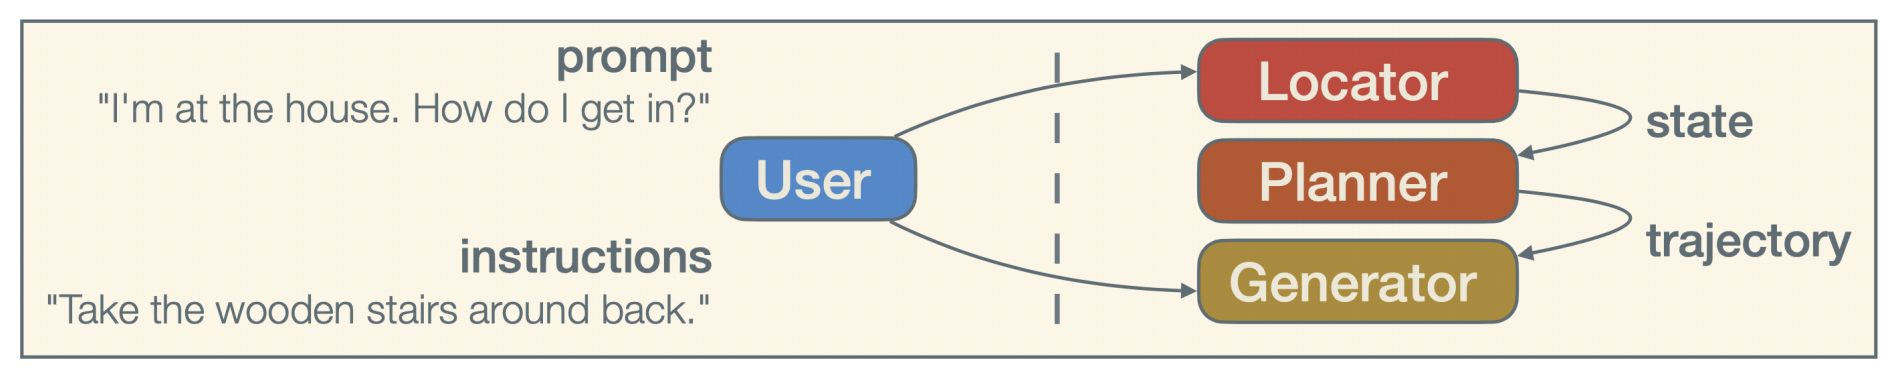 prompt
"I'm at the house. How do I get in?"
User
instructions
"Take the wooden stairs around back."
Locator
state
Planner
trajectory
Generator